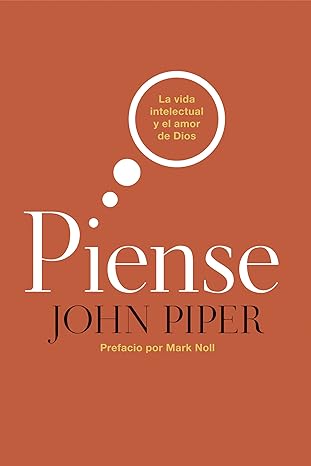 La vida
intelectual
y el amor
de Dios
Piense
JOHN PIPER
Prefacio por Mark Noll